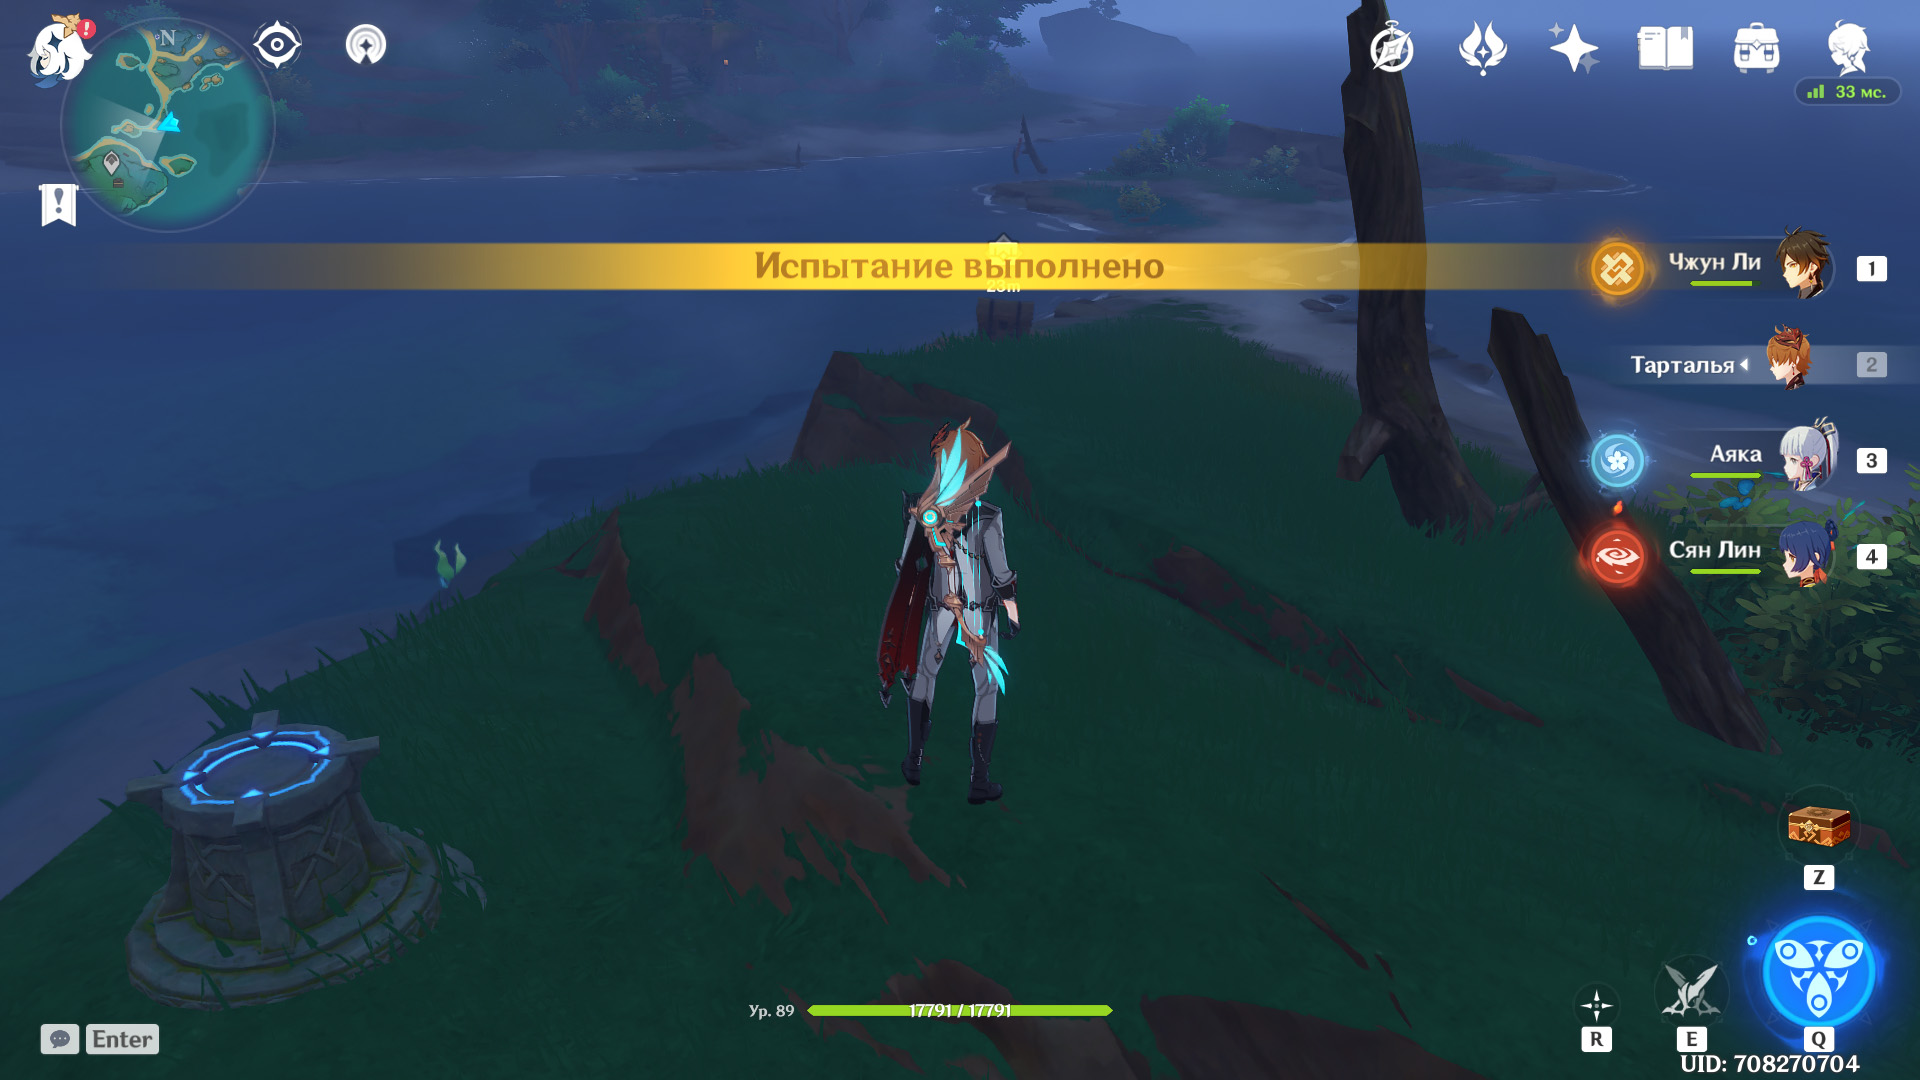 N
33 мс.
Испытание выполнено
23m
Чжун Ли
1
Тарталья
2
Аяка
3
Сян Лин
4
Z
Ур. 89
17791 / 17791
Enter
R
E
Q
UID: 708270704